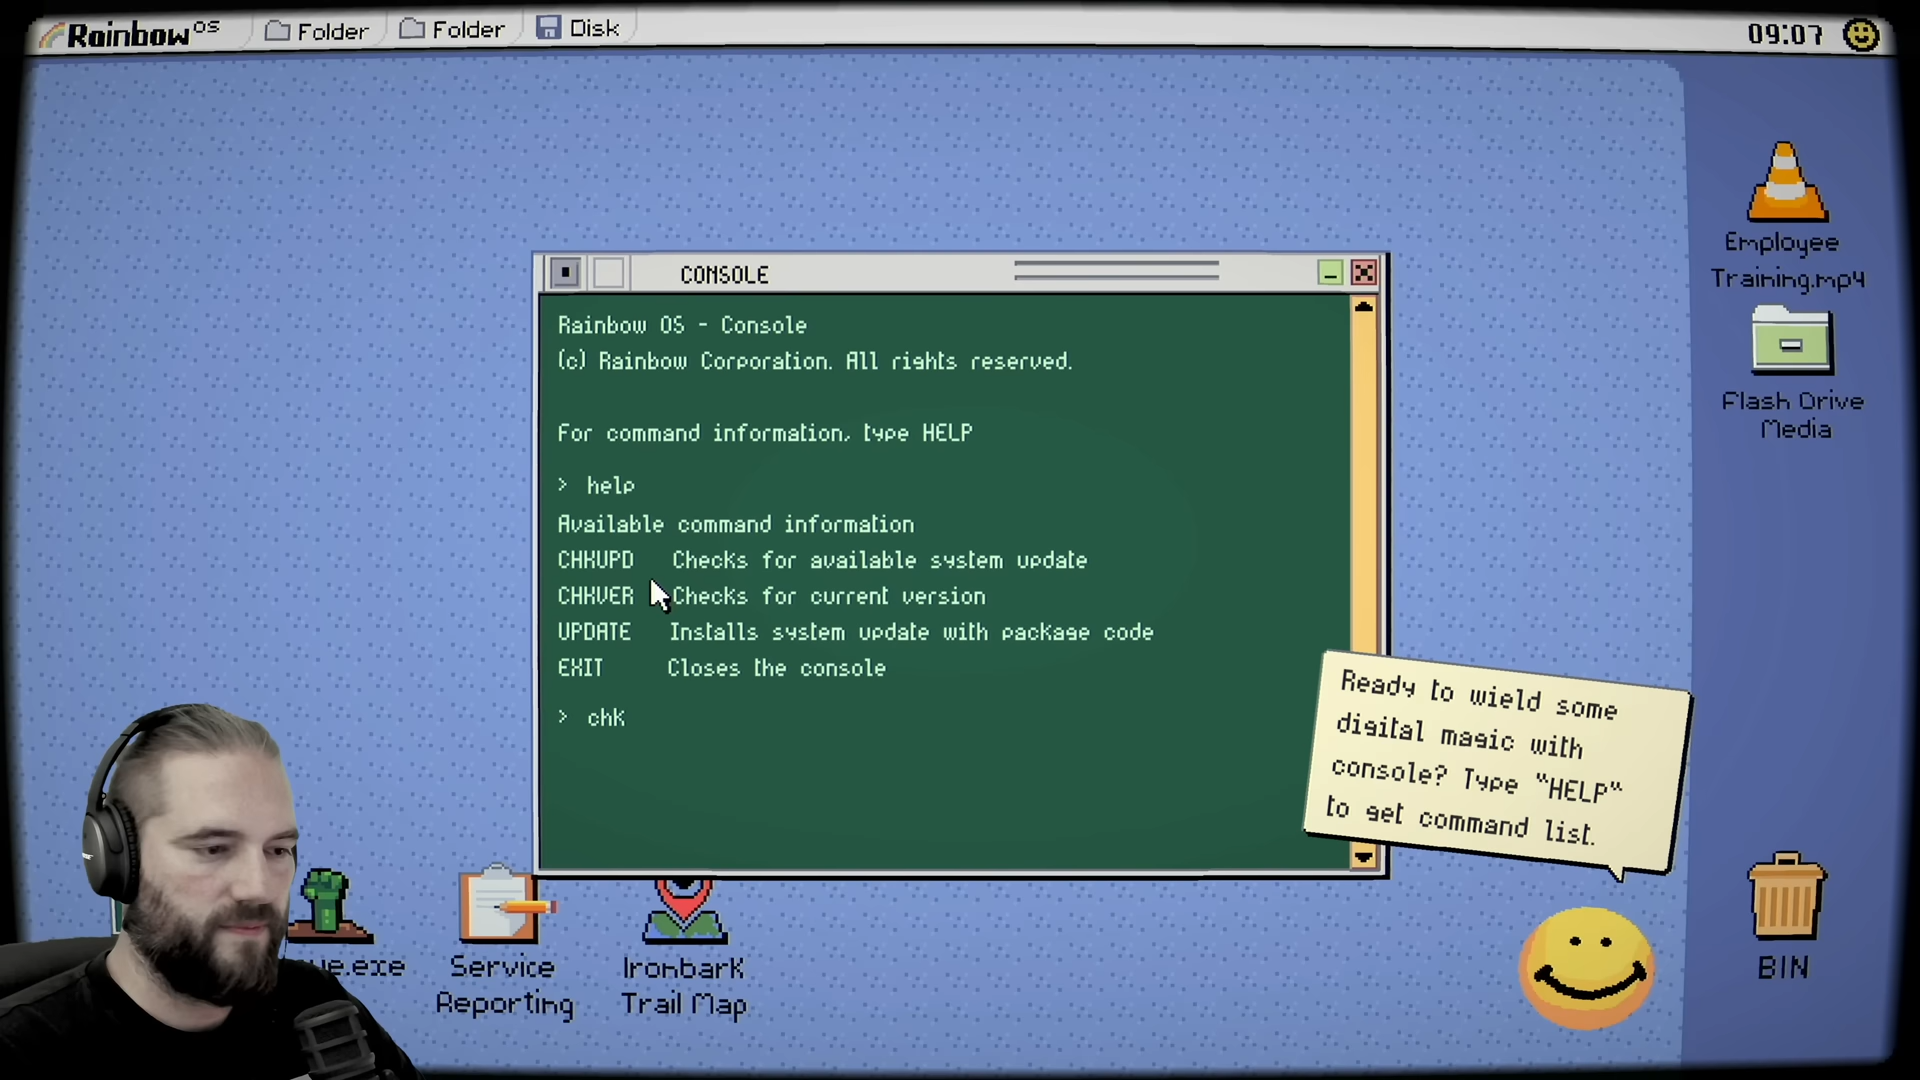 Rainbow OS
Folder
Folder
Disk
09:07
Employee
Training.mp4
Flash Drive
Media
CONSOLE
Rainbow OS - Console
(c) Rainbow Corporation. All rights reserved.
For command information, type HELP
> help
Available command information
CHKUPD Checks for available system update
CHKVER Checks for current version
UPDATE Installs system update with package code
EXIT Closes the console
> chk
Ready to wield some
digital magic with
console? Type "HELP"
to get command list.
Service
Reporting
Ironbark
Trail Map
BIN